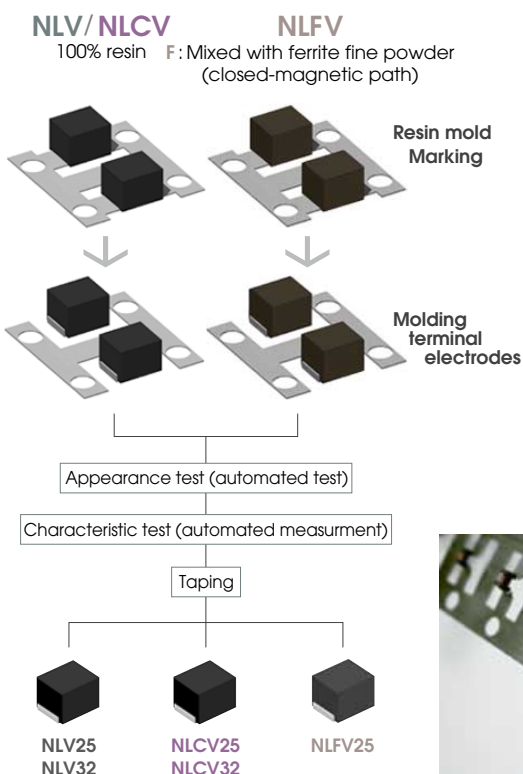 NLV/NLCV
100% resin
NLFV
F: Mixed with ferrite fine powder
(closed-magnetic path)
Resin mold
Marking
Molding
terminal
electrodes
Appearance test (automated test)
Characteristic test (automated measurment)
Taping
NLV25
NLV32
NLCV25
NLCV32
NLFV25